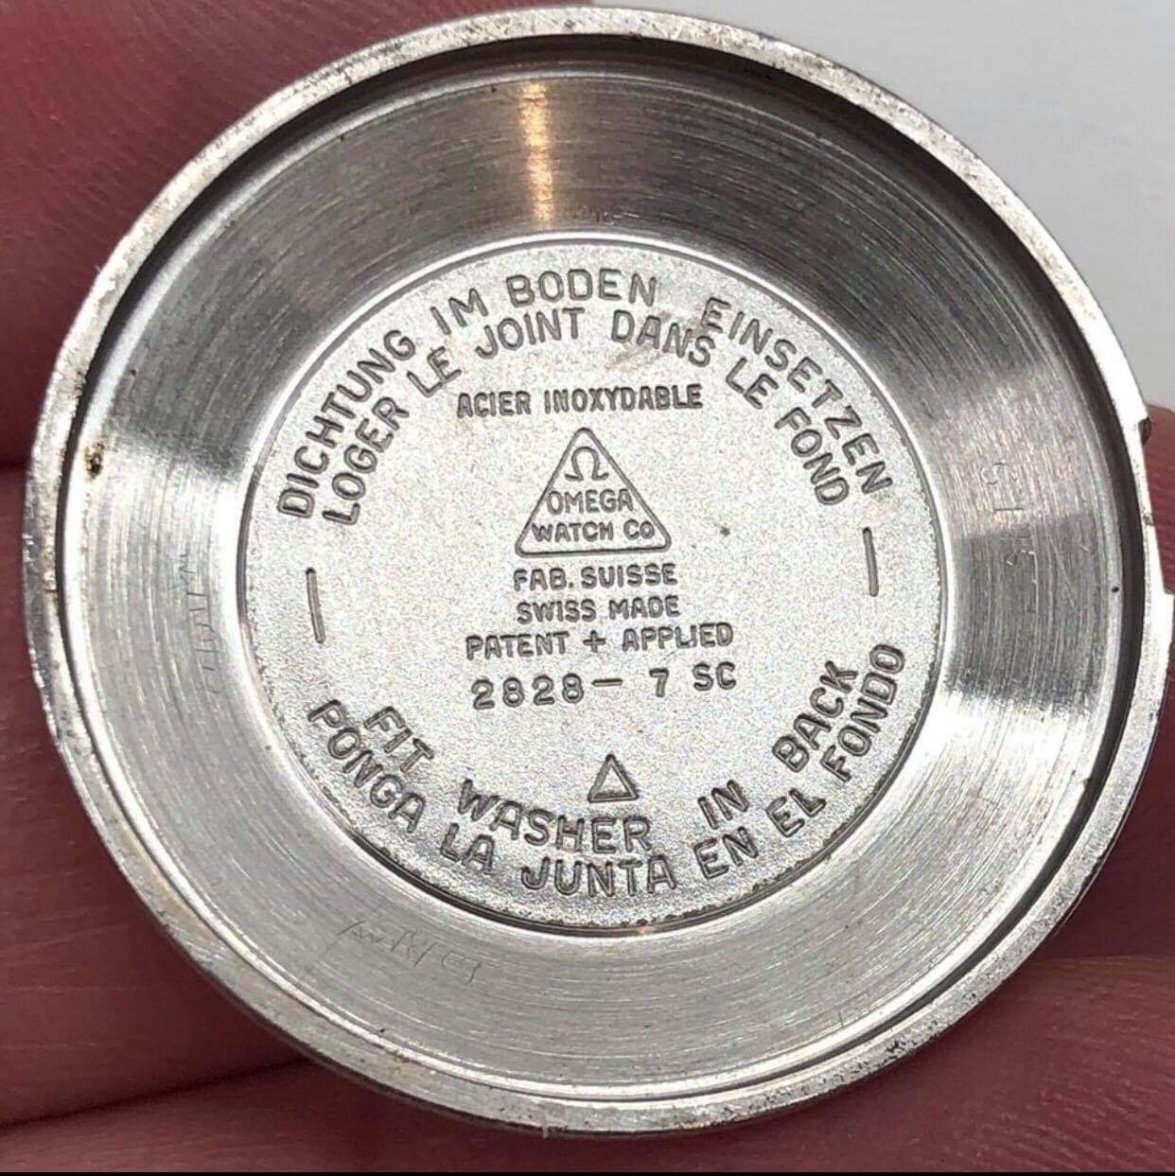 DICHTUNG IM BODEN EINSETZEN
LOGER LE JOINT DANS LE FOND
ACIER INOXYDABLE
Ω
OMEGA
WATCH CO
FAB. SUISSE
SWISS MADE
PATENT + APPLIED
2828 - 7 SC
FIT WASHER IN BACK
PONGA LA JUNTA EN EL FONDO